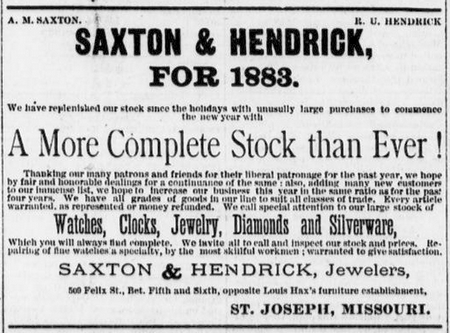 A. M. SAXTON. R. U. HENDRICK
SAXTON & HENDRICK,
FOR 1883.
We have replenished our stock since the holidays with unusually large purchases to commence
the new year with
A More Complete Stock than Ever !
Thanking our many patrons and friends for their liberal patronage for the past year, we hope
by fair and honorable dealings for a continuance of the same ; also, adding many new customers
to our immense list, we hope to increase our business this year in the same ratio as for the past
four years. We have all grades of goods in our line to suit all classes of trade. Every article
warranted, as represented or money refunded. We call special attention to our large stoock of
Watches, Clocks, Jewelry, Diamonds and Silverware,
Which you will always find complete. We invite all to call and inspect our stock and prices. Re-
pairing of fine watches a specialty, by the most skilful workmen ; warranted to give satisfaction.
SAXTON & HENDRICK, Jewelers,
509 Felix St., Bet. Fifth and Sixth, opposite Louis Hax's furniture establishment,
ST. JOSEPH, MISSOURI.